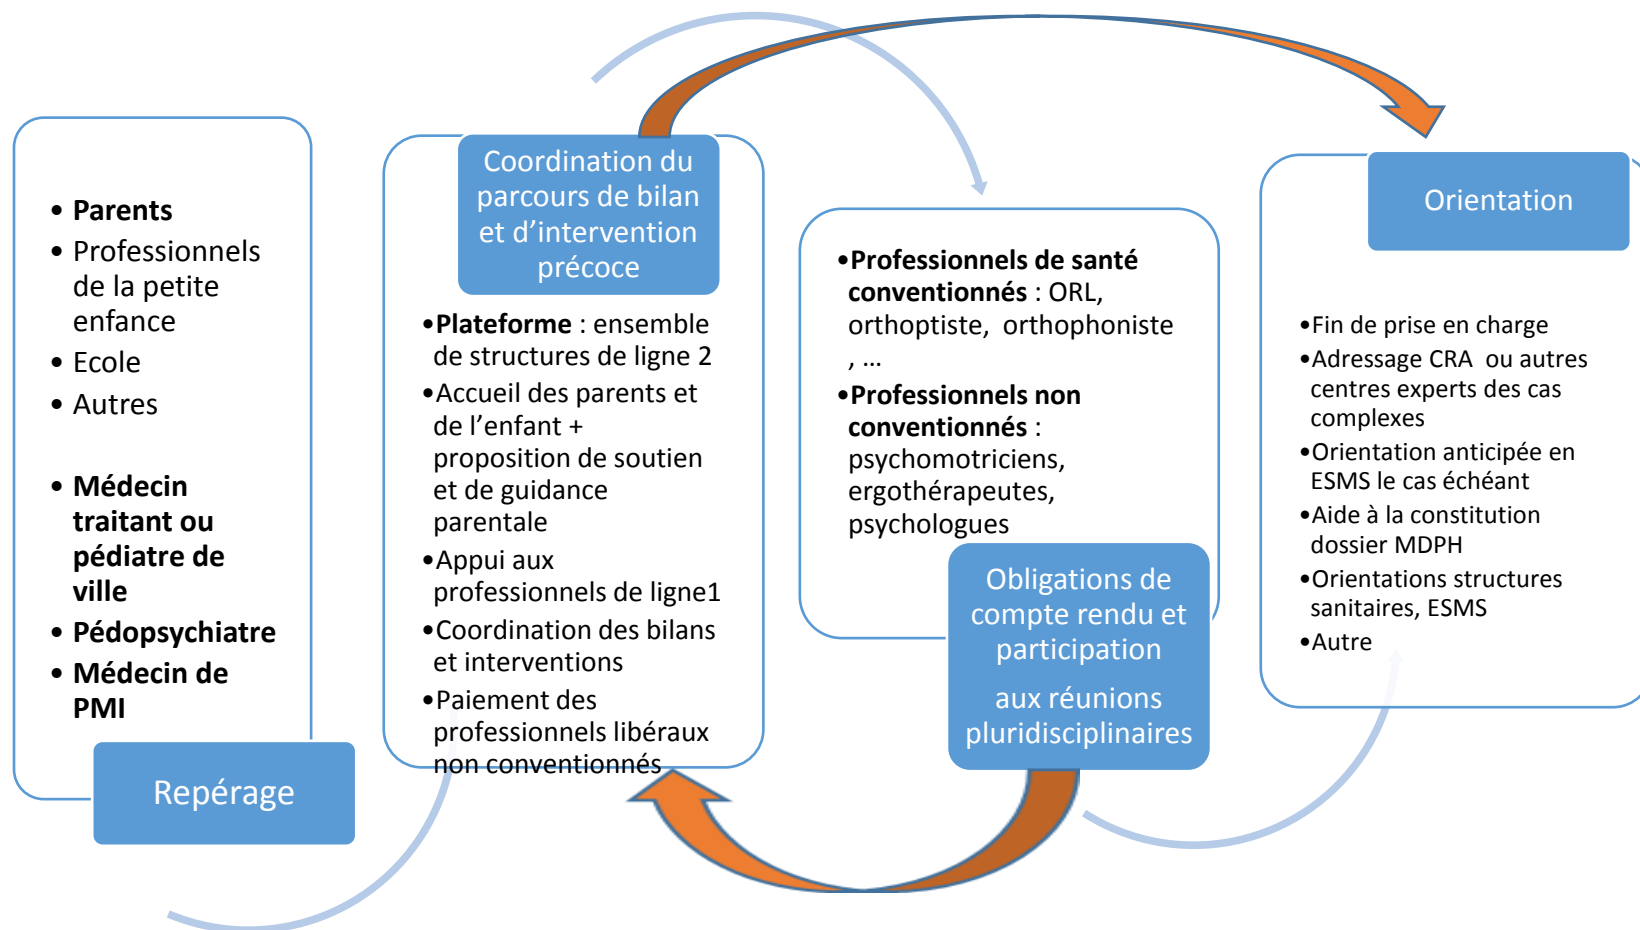 • Parents
• Professionnels
de la petite
enfance
• Ecole
• Autres
• Médecin
traitant ou
pédiatre de
ville
• Pédopsychiatre
• Médecin de
PMI
Repérage
Coordination du
parcours de bilan
et d’intervention
précoce
•Plateforme : ensemble
de structures de ligne 2
•Accueil des parents et
de l’enfant +
proposition de soutien
et de guidance
parentale
•Appui aux
professionnels de ligne1
•Coordination des bilans
et interventions
•Paiement des
professionnels libéraux
non conventionnés
•Professionnels de santé
conventionnés : ORL,
orthoptiste, orthophoniste
, ...
•Professionnels non
conventionnés :
psychomotriciens,
ergothérapeutes,
psychologues
Obligations de
compte rendu et
participation
aux réunions
pluridisciplinaires
Orientation
•Fin de prise en charge
•Adressage CRA ou autres
centres experts des cas
complexes
•Orientation anticipée en
ESMS le cas échéant
•Aide à la constitution
dossier MDPH
•Orientations structures
sanitaires, ESMS
•Autre